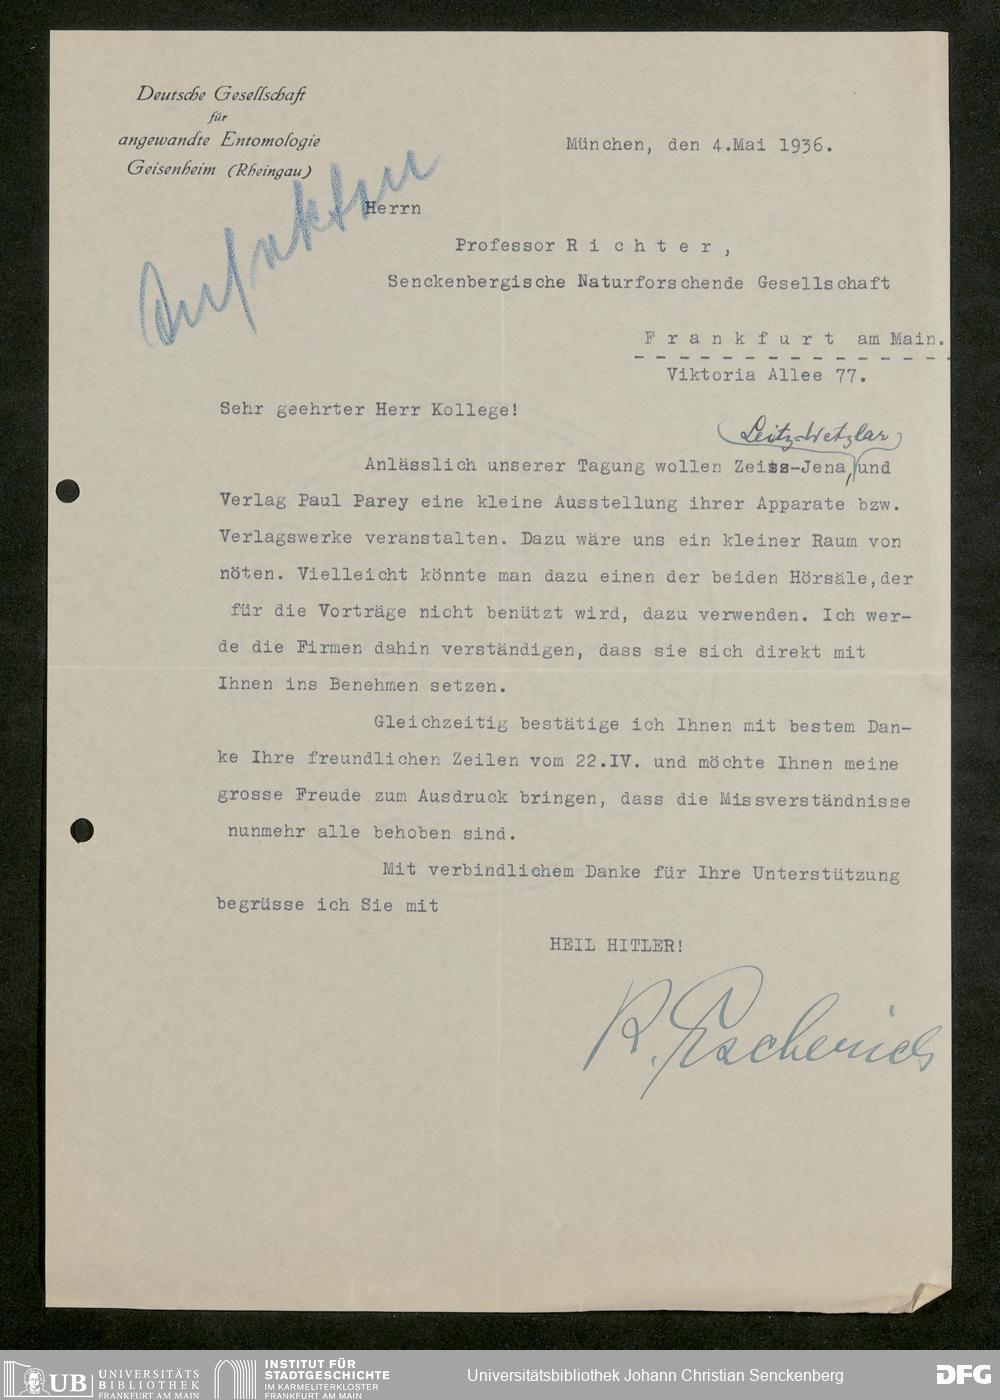 Deutsche Gesellschaft
für
angewandte Entomologie
Geisenheim (Rheingau)
München, den 4.Mai 1936.
Herrn
Professor R i c h t e r ,
Senckenbergische Naturforschende Gesellschaft
F r a n k f u r t am Main.
Viktoria Allee 77.
Sehr geehrter Herr Kollege!
Leitz-Wetzlar
Anlässlich unserer Tagung wollen Zeiss-Jena, und
Verlag Paul Parey eine kleine Ausstellung ihrer Apparate bzw.
Verlagswerke veranstalten. Dazu wäre uns ein kleiner Raum von
nöten. Vielleicht könnte man dazu einen der beiden Hörsäle,der
für die Vorträge nicht benützt wird, dazu verwenden. Ich wer-
de die Firmen dahin verständigen, dass sie sich direkt mit
Ihnen ins Benehmen setzen.
Gleichzeitig bestätige ich Ihnen mit bestem Dan-
ke Ihre freundlichen Zeilen vom 22.IV. und möchte Ihnen meine
grosse Freude zum Ausdruck bringen, dass die Missverständnisse
nunmehr alle behoben sind.
Mit verbindlichem Danke für Ihre Unterstützung
begrüsse ich Sie mit
HEIL HITLER!
K. Escherich
UB UNIVERSITÄTS
BIBLIOTHEK
FRANKFURT AM MAIN
INSTITUT FÜR
STADTGESCHICHTE
IM KARMELITERKLOSTER
FRANKFURT AM MAIN
Universitätsbibliothek Johann Christian Senckenberg
DFG